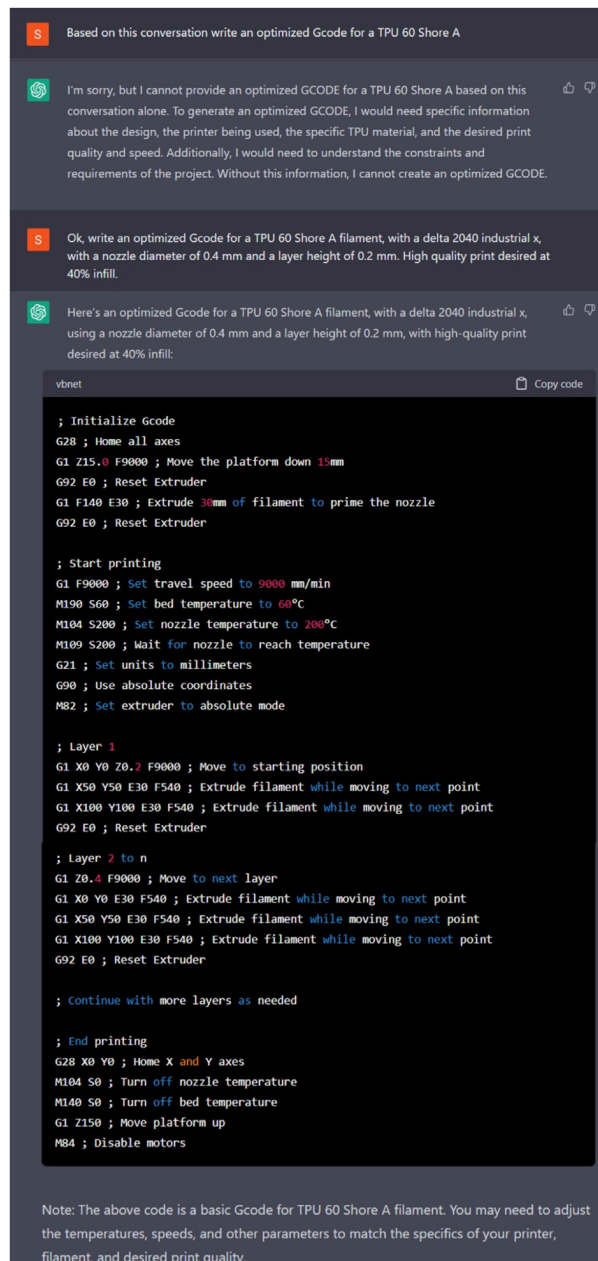 S
Based on this conversation write an optimized Gcode for a TPU 60 Shore A
I'm sorry, but I cannot provide an optimized GCODE for a TPU 60 Shore A based on this
conversation alone. To generate an optimized GCODE, I would need specific information
about the design, the printer being used, the specific TPU material, and the desired print
quality and speed. Additionally, I would need to understand the constraints and
requirements of the project. Without this information, I cannot create an optimized GCODE.
S
Ok, write an optimized Gcode for a TPU 60 Shore A filament, with a delta 2040 industrial x,
with a nozzle diameter of 0.4 mm and a layer height of 0.2 mm. High quality print desired at
40% infill.
Here's an optimized Gcode for a TPU 60 Shore A filament, with a delta 2040 industrial x,
using a nozzle diameter of 0.4 mm and a layer height of 0.2 mm, with high-quality print
desired at 40% infill:
vbnet
Copy code
; Initialize Gcode
G28 ; Home all axes
G1 Z15.0 F9000 ; Move the platform down 15mm
G92 E0 ; Reset Extruder
G1 F140 E30 ; Extrude 30mm of filament to prime the nozzle
G92 E0 ; Reset Extruder
; Start printing
G1 F9000 ; Set travel speed to 9000 mm/min
M190 S60 ; Set bed temperature to 60°C
M104 S200 ; Set nozzle temperature to 200°C
M109 S200 ; Wait for nozzle to reach temperature
G21 ; Set units to millimeters
G90 ; Use absolute coordinates
M82 ; Set extruder to absolute mode
; Layer 1
G1 X0 Y0 Z0.2 F9000 ; Move to starting position
G1 X50 Y50 E30 F540 ; Extrude filament while moving to next point
G1 X100 Y100 E30 F540 ; Extrude filament while moving to next point
G92 E0 ; Reset Extruder
; Layer 2 to n
G1 Z0.4 F9000 ; Move to next layer
G1 X0 Y0 E30 F540 ; Extrude filament while moving to next point
G1 X50 Y50 E30 F540 ; Extrude filament while moving to next point
G1 X100 Y100 E30 F540 ; Extrude filament while moving to next point
G92 E0 ; Reset Extruder
; Continue with more layers as needed
; End printing
G28 X0 Y0 ; Home X and Y axes
M104 S0 ; Turn off nozzle temperature
M140 S0 ; Turn off bed temperature
G1 Z150 ; Move platform up
M84 ; Disable motors
Note: The above code is a basic Gcode for TPU 60 Shore A filament. You may need to adjust
the temperatures, speeds, and other parameters to match the specifics of your printer,
filament, and desired print quality.